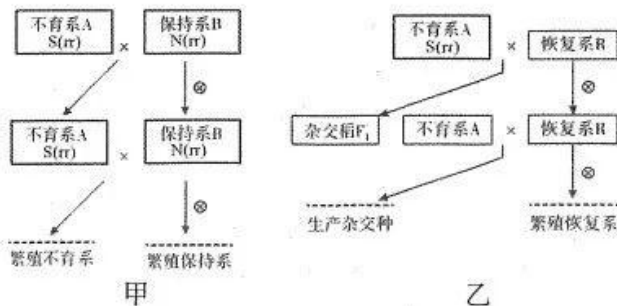 不育系A
S(rr)
×
保持系B
N(rr)
⊗
不育系A
S(rr)
×
保持系B
N(rr)
⊗
繁殖不育系
繁殖保持系
甲
不育系A
S(rr)
×
恢复系R
⊗
杂交稻F₁
不育系A
×
恢复系R
⊗
生产杂交种
繁殖恢复系
乙